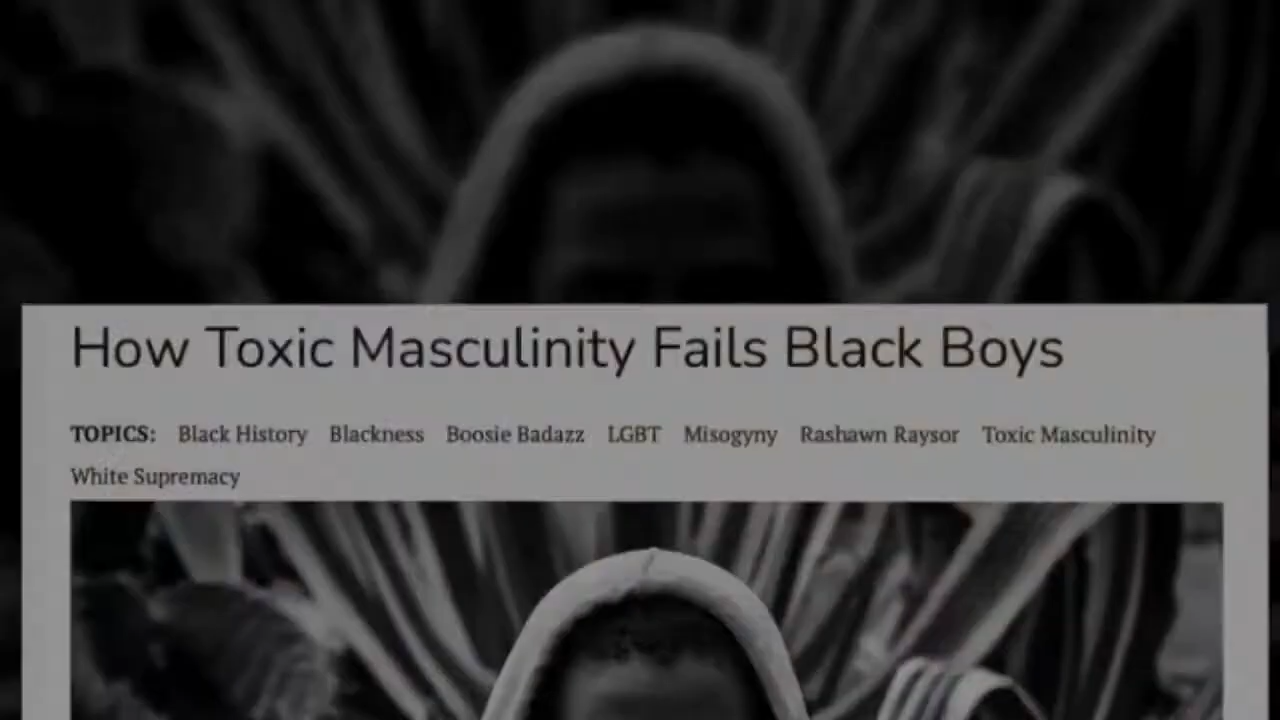 How Toxic Masculinity Fails Black Boys
TOPICS: Black History Blackness Boosie Badazz LGBT Misogyny Rashawn Raysor Toxic Masculinity
White Supremacy